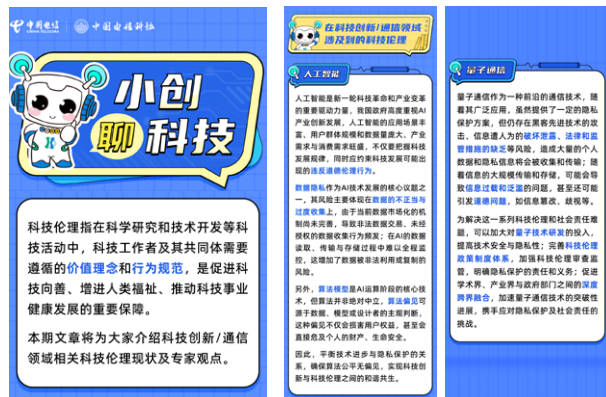 中国电信
CHINA TELECOM
中国电信科协
小创
聊科技
科技伦理指在科学研究和技术开发等科
技活动中，科技工作者及其共同体需要
遵循的价值理念和行为规范，是促进科
技向善、增进人类福祉、推动科技事业
健康发展的重要保障。
本期文章将为大家介绍科技创新/通信
领域相关科技伦理现状及专家观点。
在科技创新/通信领域
涉及到的科技伦理
人工智能
人工智能是新一轮科技革命和产业变革
的重要驱动力量，我国政府高度重视AI
产业创新发展，人工智能的应用场景丰
富、用户群体规模和数据量庞大、产业
需求与消费需求旺盛，不仅要把握科技
发展规律，同时应约束科技发展可能出
现的违反道德伦理行为。
数据隐私作为AI技术发展的核心议题之
一，其风险主要体现在数据的不正当与
过度收集上，由于当前数据市场化的机
制尚未完善，导致非法数据交易、未经
授权的数据收集行为频发；在AI的数据
读取、传输与存储过程中难以全程监
控，这增加了数据被非法利用或复制的
风险。
另外，算法模型是AI运算阶段的核心技
术，但算法并非绝对中立，算法偏见可
源于数据、模型或设计者的主观判断，
这种偏见不仅会损害用户权益，甚至会
直接危及个人的财产、生命安全。
因此，平衡技术进步与隐私保护的关
系，确保算法公平无偏见，实现科技创
新与科技伦理之间的和谐共生。
量子通信
量子通信作为一种前沿的通信技术，随
着其广泛应用，虽然提供了一定的隐私
保护方案，但仍存在黑客先进技术的攻
击、信道遭人为的破坏泄露、法律和监
管措施的缺乏等风险，造成大量的个人
数据和隐私信息将会被收集和传输；随
着信息的大规模传输和存储，可能会导
致信息过载和泛滥的问题，甚至还可能
引发道德问题，如信息篡改、歧视等。
为解决这一系列科技伦理和社会责任难
题，可以加大对量子技术研发的投入，
提高技术安全与隐私性；完善科技伦理
政策制度体系，加强科技伦理审查监
管，明确隐私保护的责任和义务；促进
学术界、产业界与政府部门之间的深度
跨界融合，加速量子通信技术的突破性
进展，携手应对隐私保护及社会责任的
挑战。